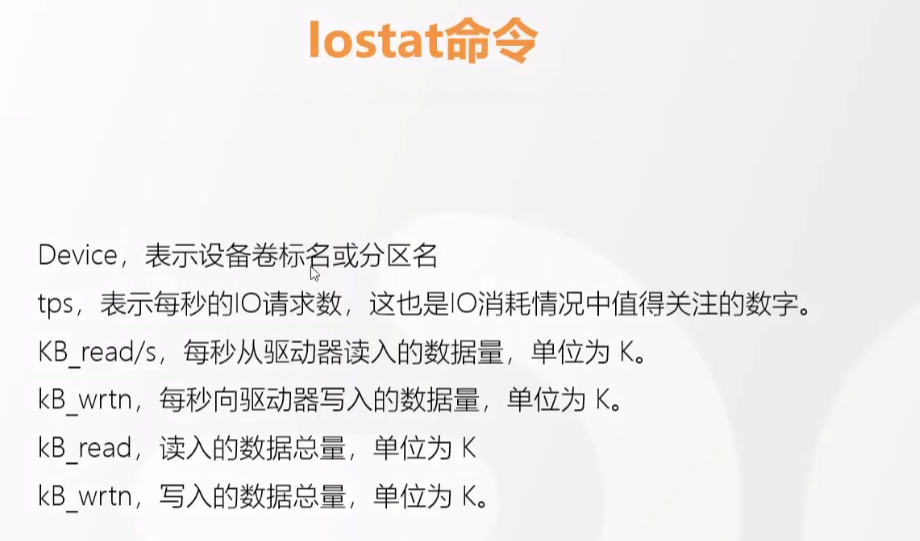 Iostat命令
Device，表示设备卷标名或分区名
tps，表示每秒的IO请求数，这也是IO消耗情况中值得关注的数字。
KB_read/s，每秒从驱动器读入的数据量，单位为 K。
kB_wrtn，每秒向驱动器写入的数据量，单位为 K。
kB_read，读入的数据总量，单位为 K
kB_wrtn，写入的数据总量，单位为 K。